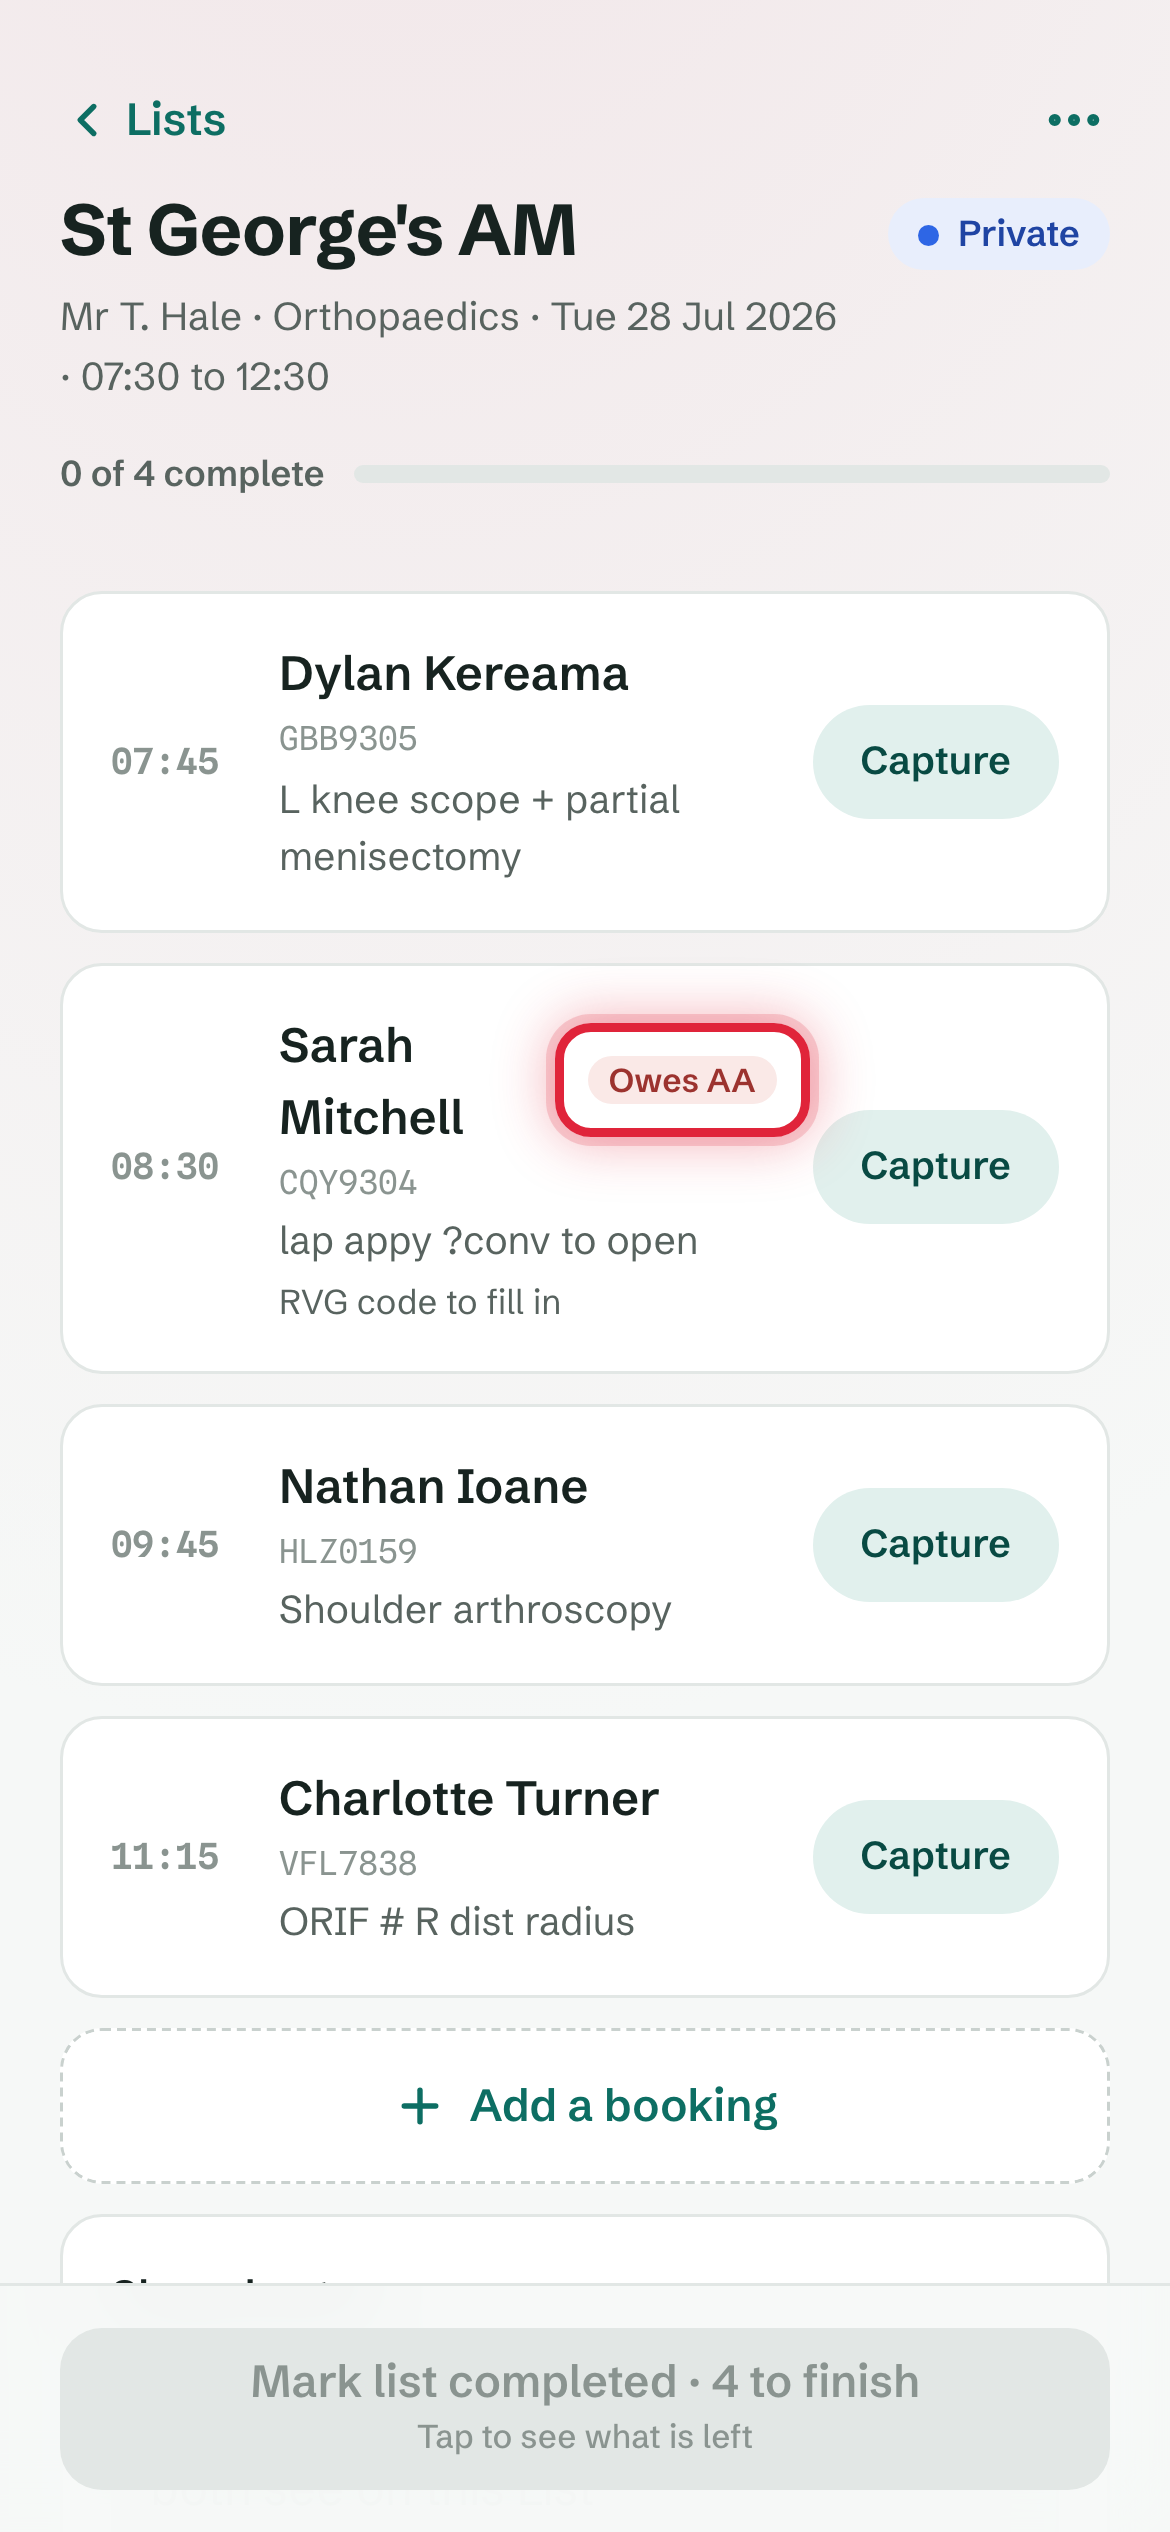 Lists
St George's AM
Private
Mr T. Hale · Orthopaedics · Tue 28 Jul 2026
· 07:30 to 12:30
0 of 4 complete
Dylan Kereama
GBB9305
07:45
L knee scope + partial
menisectomy
Capture
Sarah
Mitchell
Owes AA
08:30
CQY9304
lap appy ?conv to open
RVG code to fill in
Capture
Nathan Ioane
09:45
HLZ0159
Shoulder arthroscopy
Capture
Charlotte Turner
11:15
VFL7838
ORIF # R dist radius
Capture
+ Add a booking
Mark list completed · 4 to finish
Tap to see what is left